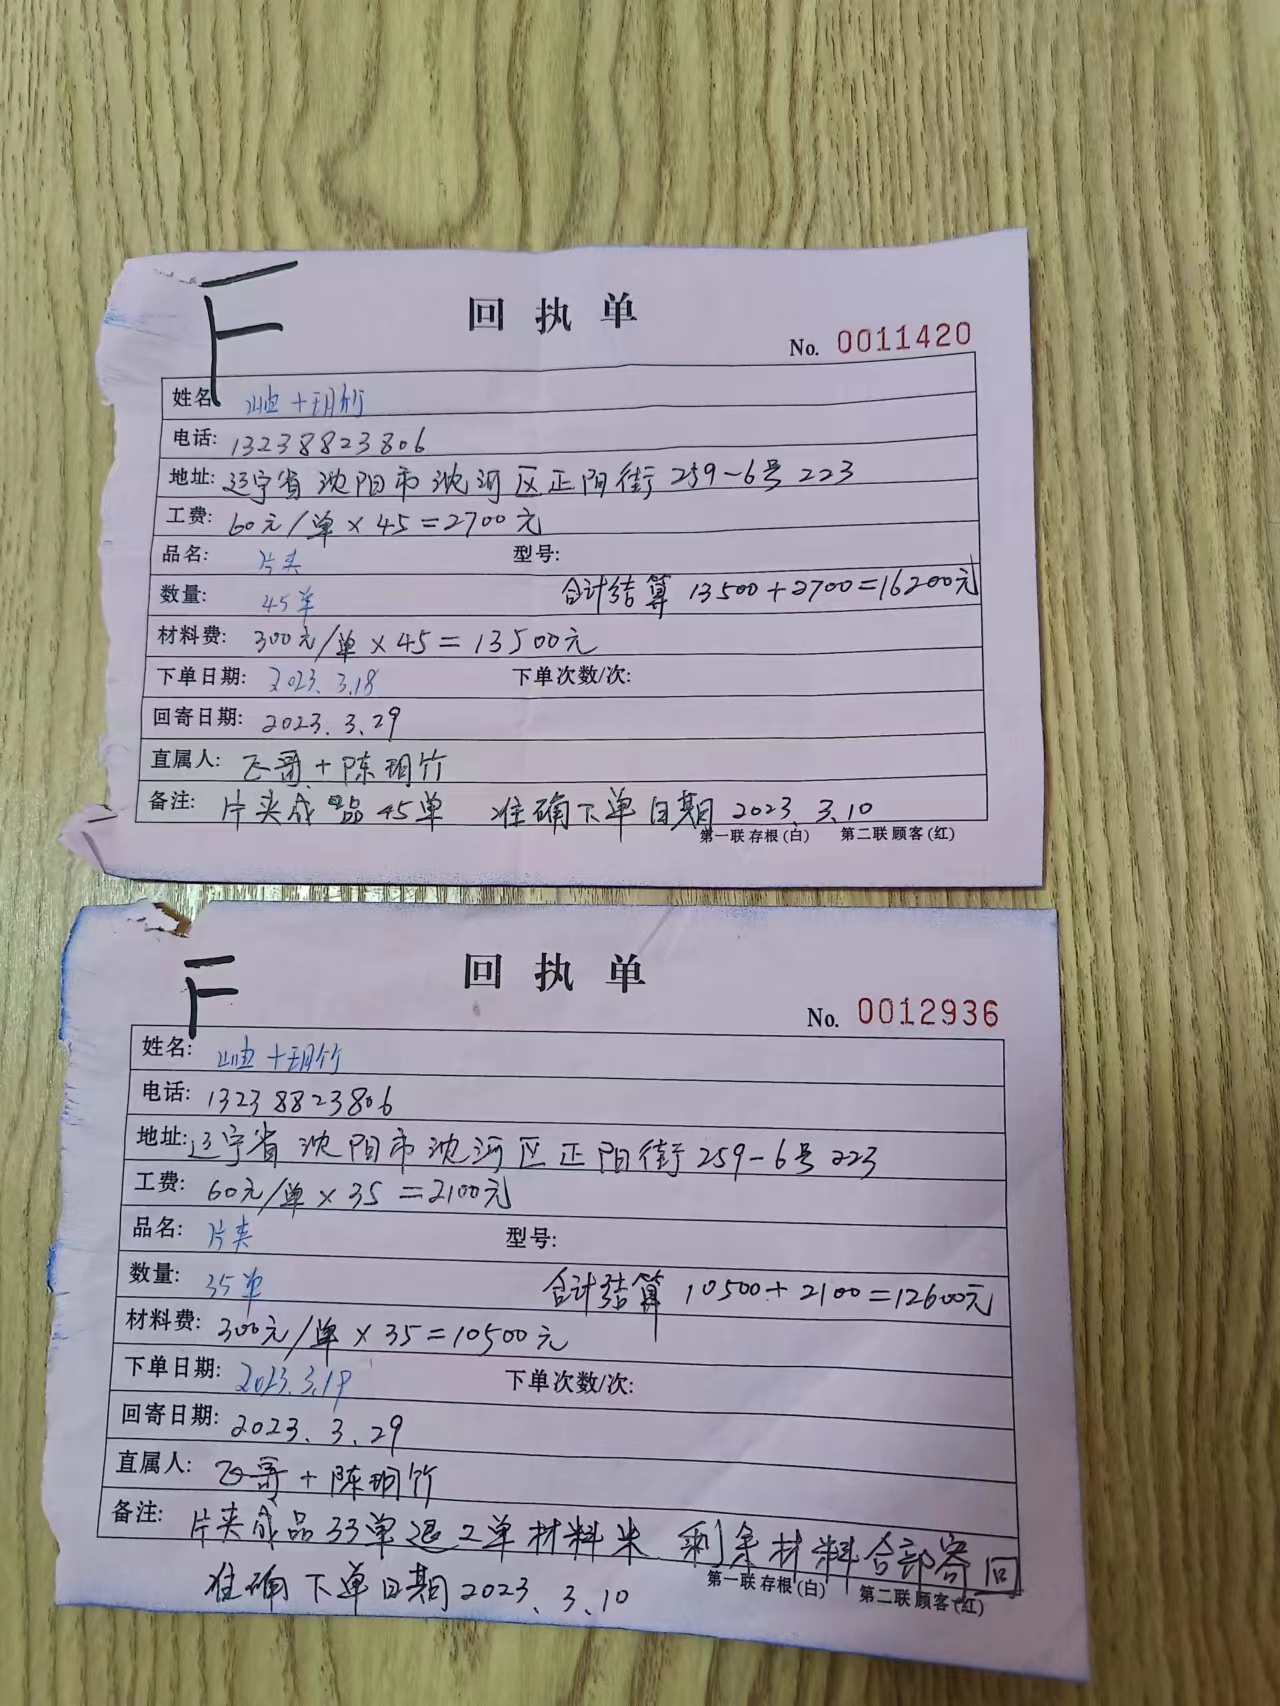 F
回执单
No. 0011420
姓名: 岫+玥竹
电话: 13238823806
地址: 辽宁省沈阳市沈河区正阳街259-6号223
工费: 60元/单×45=2700元
品名: 片夹 型号:
数量: 45单 合计结算 13500+2700=16200元
材料费: 300元/单×45=13500元
下单日期: 2023.3.18 下单次数/次:
回寄日期: 2023.3.29
直属人: 飞哥+陈玥竹
备注: 片夹成品45单 准确下单日期2023.3.10
第一联 存根(白) 第二联 顾客(红)
F
回执单
No. 0012936
姓名: 岫+玥竹
电话: 13238823806
地址: 辽宁省沈阳市沈河区正阳街259-6号223
工费: 60元/单×35=2100元
品名: 片夹 型号:
数量: 35单 合计结算 10500+2100=12600元
材料费: 300元/单×35=10500元
下单日期: 2023.3.19 下单次数/次:
回寄日期: 2023.3.29
直属人: 飞哥+陈玥竹
备注: 片夹成品33单退2单材料 剩余材料合部寄回
准确下单日期2023.3.10
第一联 存根(白) 第二联 顾客(红)